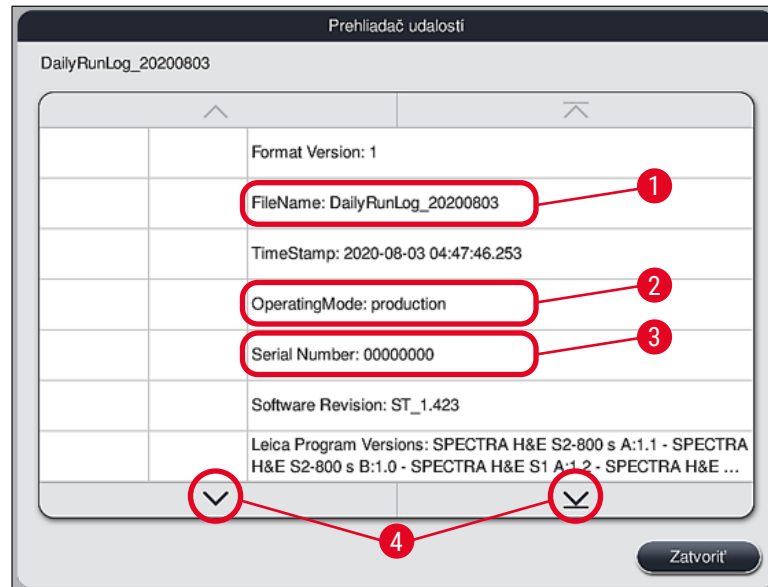 Prehliadač udalostí
DailyRunLog_20200803
Format Version: 1
FileName: DailyRunLog_20200803
1
TimeStamp: 2020-08-03 04:47:46.253
OperatingMode: production
2
Serial Number: 00000000
3
Software Revision: ST_1.423
Leica Program Versions: SPECTRA H&E S2-800 s A:1.1 - SPECTRA
H&E S2-800 s B:1.0 - SPECTRA H&E S1 A:1.2 - SPECTRA H&E ...
4
Zatvoriť